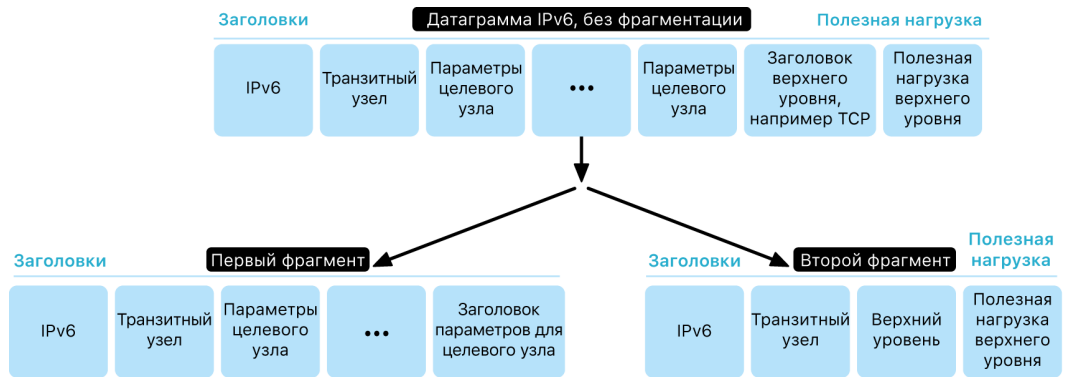 Заголовки
Датаграмма IPv6, без фрагментации
Полезная нагрузка
IPv6
Транзитный
узел
Параметры
целевого
узла
...
Параметры
целевого
узла
Заголовок
верхнего
уровня,
например TCP
Полезная
нагрузка
верхнего
уровня
Заголовки
Первый фрагмент
IPv6
Транзитный
узел
Параметры
целевого
узла
...
Заголовок
параметров для
целевого узла
Заголовки
Второй фрагмент
Полезная
нагрузка
IPv6
Транзитный
узел
Верхний
уровень
Полезная
нагрузка
верхнего
уровня